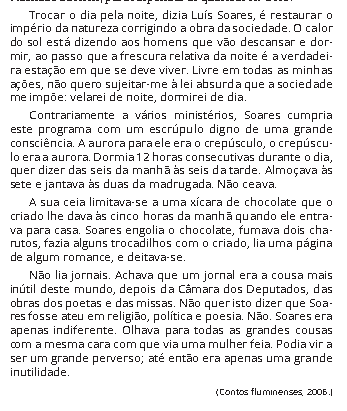 Trocar o dia pela noite, dizia Luís Soares, é restaurar o
império da natureza corrigindo a obra da sociedade. O calor
do sol está dizendo aos homens que vão descansar e dor-
mir, ao passo que a frescura relativa da noite é a verdadei-
ra estação em que se deve viver. Livre em todas as minhas
ações, não quero sujeitar-me à lei absurda que a sociedade
me impõe: velarei de noite, dormirei de dia.
Contrariamente a vários ministérios, Soares cumpria
este programa com um escrúpulo digno de uma grande
consciência. A aurora para ele era o crepúsculo, o crepúscu-
lo era a aurora. Dormia 12 horas consecutivas durante o dia,
quer dizer das seis da manhã às seis da tarde. Almoçava às
sete e jantava às duas da madrugada. Não ceava.
A sua ceia limitava-se a uma xícara de chocolate que o
criado lhe dava às cinco horas da manhã quando ele entra-
va para casa. Soares engolia o chocolate, fumava dois cha-
rutos, fazia alguns trocadilhos com o criado, lia uma página
de algum romance, e deitava-se.
Não lia jornais. Achava que um jornal era a cousa mais
inútil deste mundo, depois da Câmara dos Deputados, das
obras dos poetas e das missas. Não quer isto dizer que Soa-
res fosse ateu em religião, política e poesia. Não. Soares era
apenas indiferente. Olhava para todas as grandes cousas
com a mesma cara com que via uma mulher feia. Podia vir a
ser um grande perverso; até então era apenas uma grande
inutilidade.
(Contos fluminenses, 2006.)